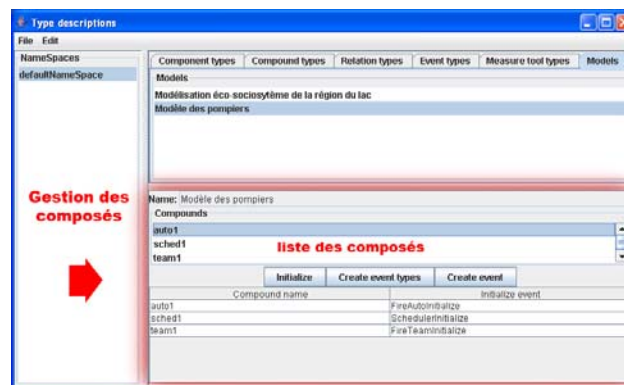 Type descriptions
File Edit
NameSpaces
defaultNameSpace
Component types Compound types Relation types Event types Measure tool types Models
Models
Modélisation éco-sociosytème de la région du lac
Modèle des pompiers
Gestion des
composés
Name: Modèle des pompiers
Compounds
auto1
sched1
team1
liste des composés
Initialize Create event types Create event
Compound name Initialize event
auto1 FireAutoInitialize
sched1 SchedulerInitialize
team1 FireTeamInitialize